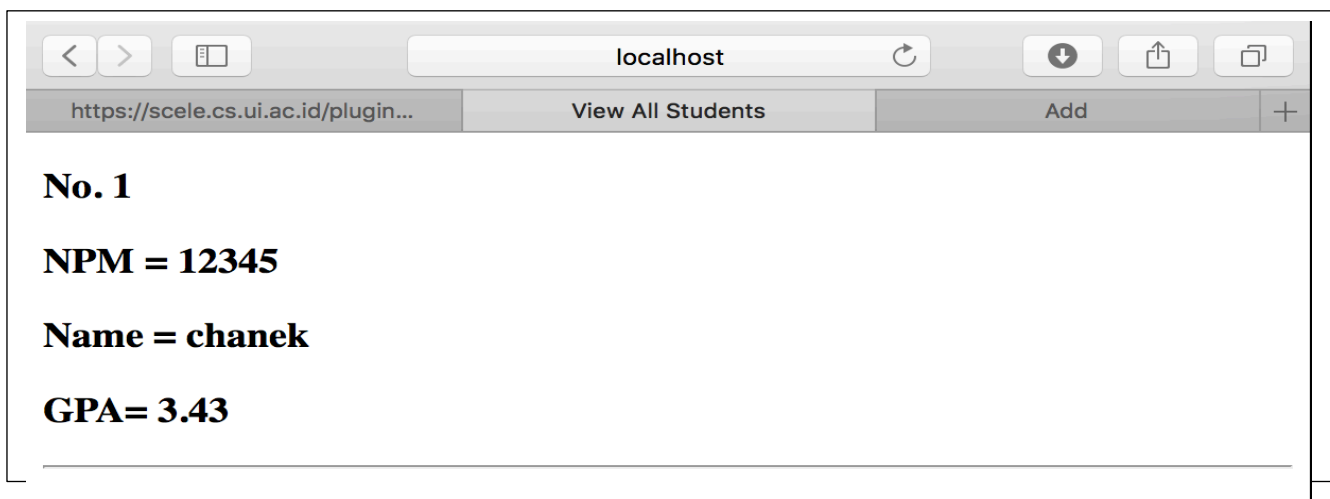 localhost
https://scele.cs.ui.ac.id/plugin... View All Students Add
No. 1
NPM = 12345
Name = chanek
GPA= 3.43